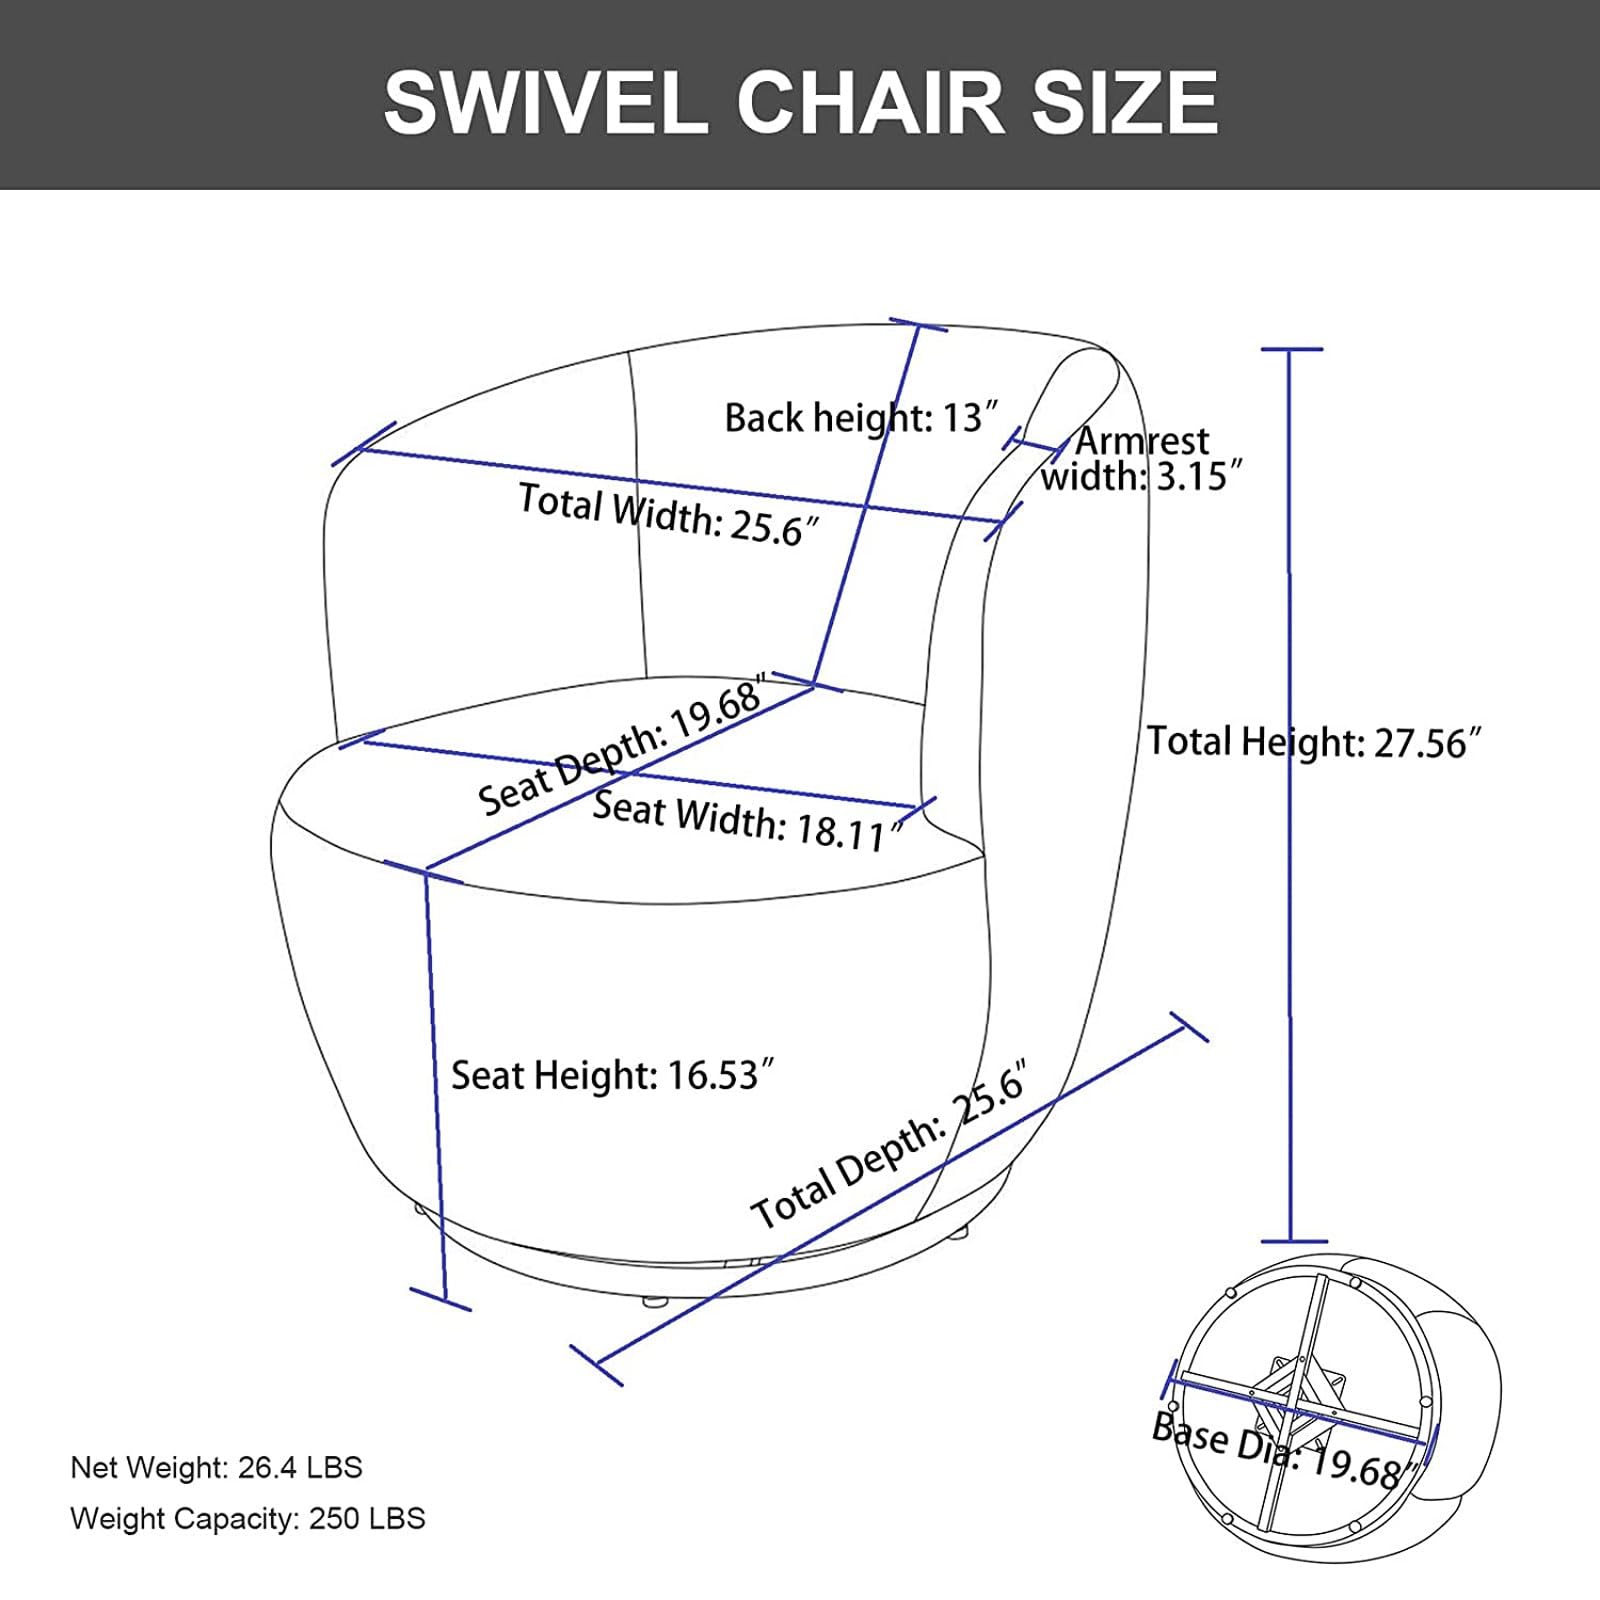 SWIVEL CHAIR SIZE
Back height: 13"
Armrest
width: 3.15"
Total Width: 25.6"
Seat Depth: 19.68"
Total Height: 27.56"
Seat Width: 18.11"
Seat Height: 16.53"
Total Depth: 25.6"
Base Dia: 19.68"
Net Weight: 26.4 LBS
Weight Capacity: 250 LBS